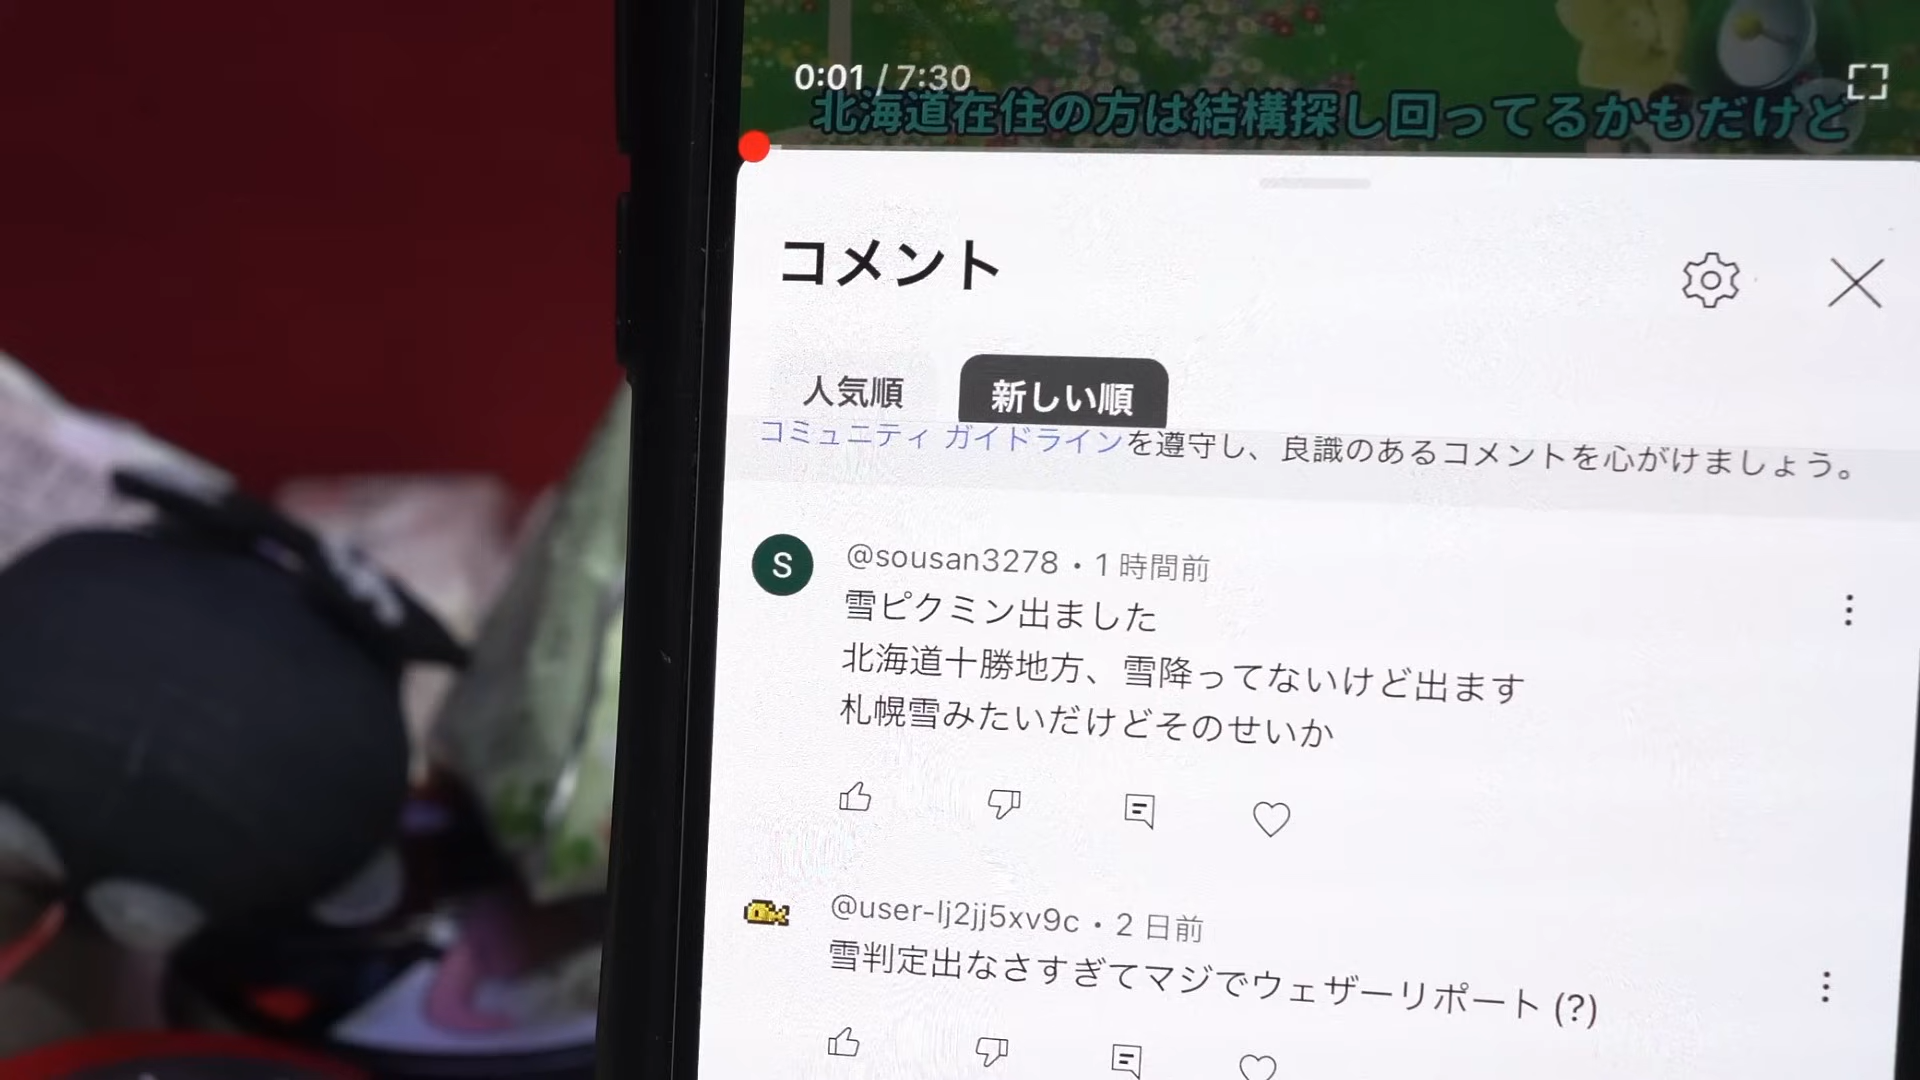 0:01 / 7:30
北海道在住の方は結構探し回ってるかもだけど
コメント
人気順
新しい順
コミュニティ ガイドラインを遵守し、良識のあるコメントを心がけましょう。
S
@sousan3278・1 時間前
雪ピクミン出ました
北海道十勝地方、雪降ってないけど出ます
札幌雪みたいだけどそのせいか
@user-lj2jj5xv9c・2 日前
雪判定出なさすぎてマジでウェザーリポート (?)